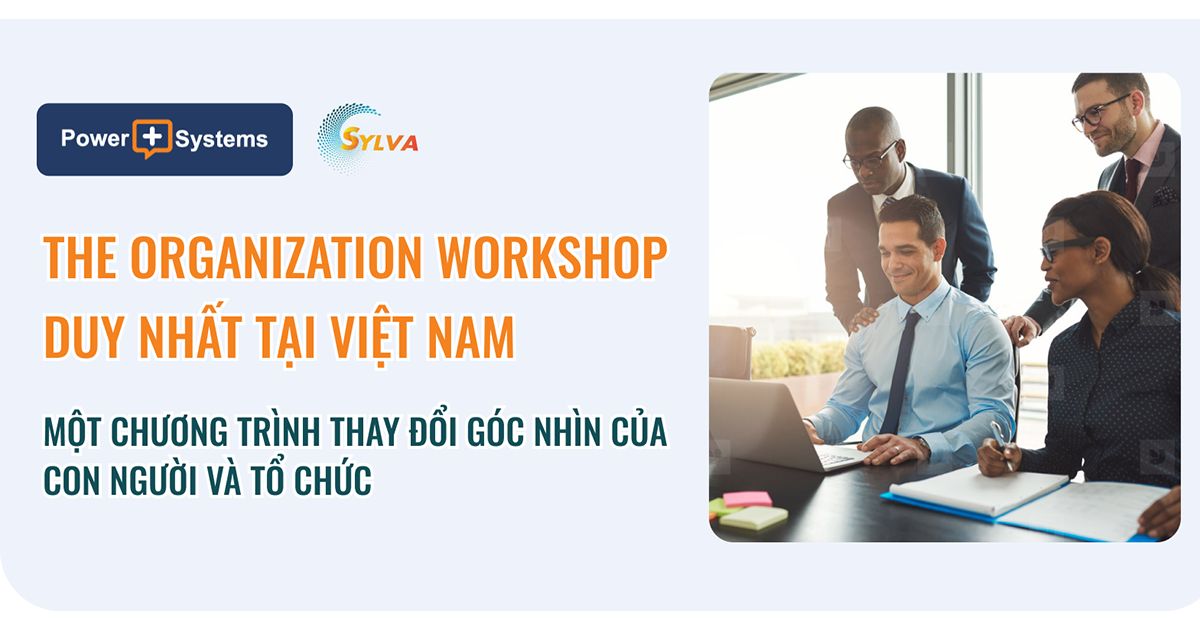 Power + Systems
SYLVA
THE ORGANIZATION WORKSHOP
DUY NHẤT TẠI VIỆT NAM
MỘT CHƯƠNG TRÌNH THAY ĐỔI GÓC NHÌN CỦA
CON NGƯỜI VÀ TỔ CHỨC